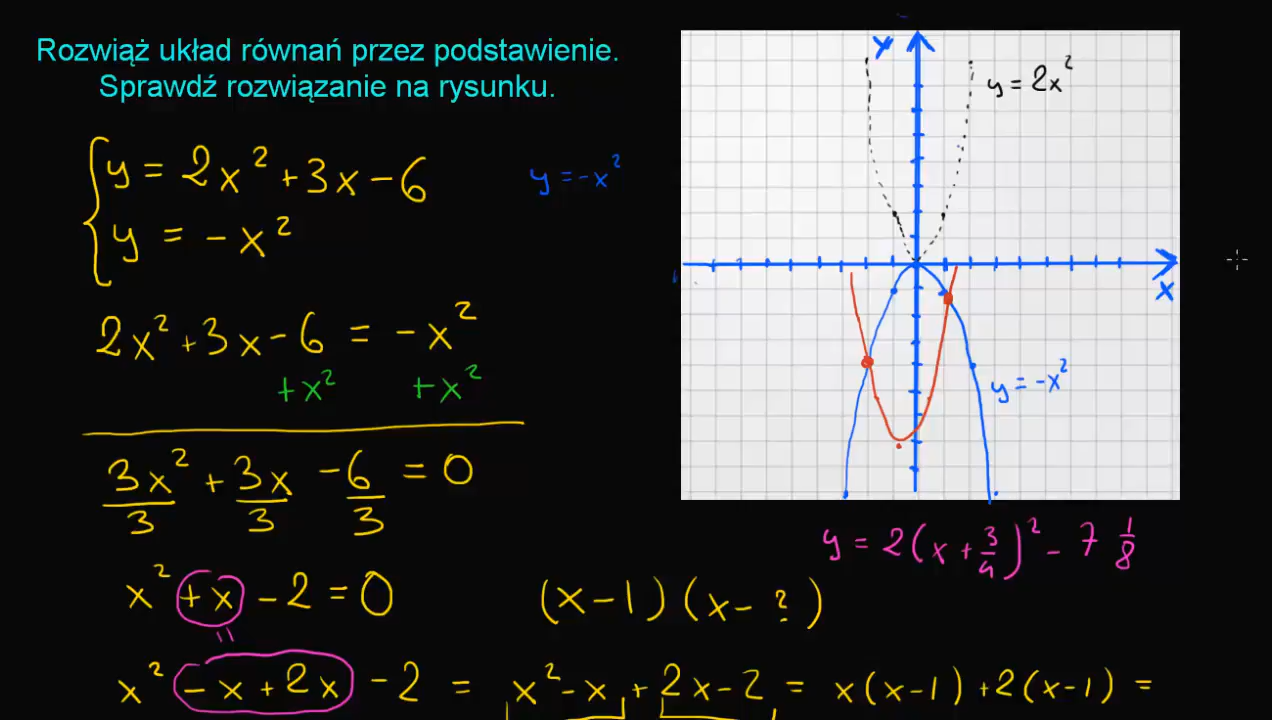 Rozwiąż układ równań przez podstawienie.
Sprawdź rozwiązanie na rysunku.
y = 2x² + 3x − 6
y = −x²
y = −x²
2x² + 3x − 6 = −x²
+x² +x²
3x²/3 + 3x/3 − 6/3 = 0
x² + x − 2 = 0
(x − 1)(x − ?)
x² − x + 2x − 2 = x² − x + 2x − 2 = x(x − 1) + 2(x − 1) =
Y
y = 2x²
X
y = −x²
y = 2(x + 3/4)² − 7 1/8